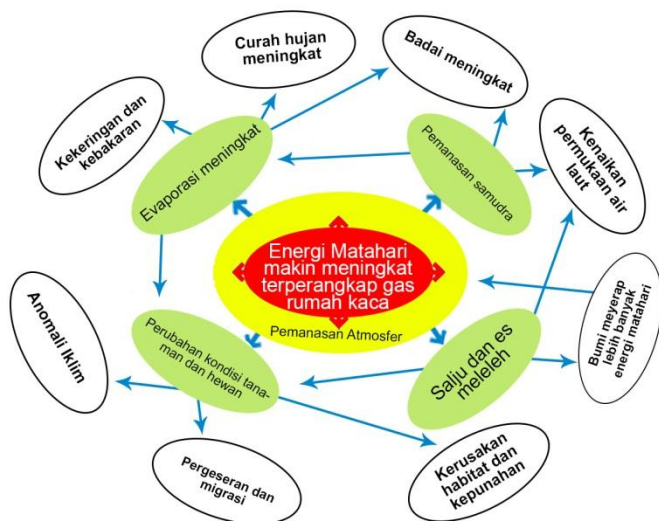 Curah hujan
meningkat
Badai meningkat
Kekeringan dan
kebakaran
Evaporasi meningkat
Pemanasan samudra
Kenaikan
permukaan air
laut
Energi Matahari
makin meningkat
terperangkap gas
rumah kaca
Pemanasan Atmosfer
Anomali Iklim
Perubahan kondisi tana-
man dan hewan
Salju dan es
meleleh
Bumi meyerap
lebih banyak
energi matahari
Pergeseran dan
migrasi
Kerusakan
habitat dan
kepunahan